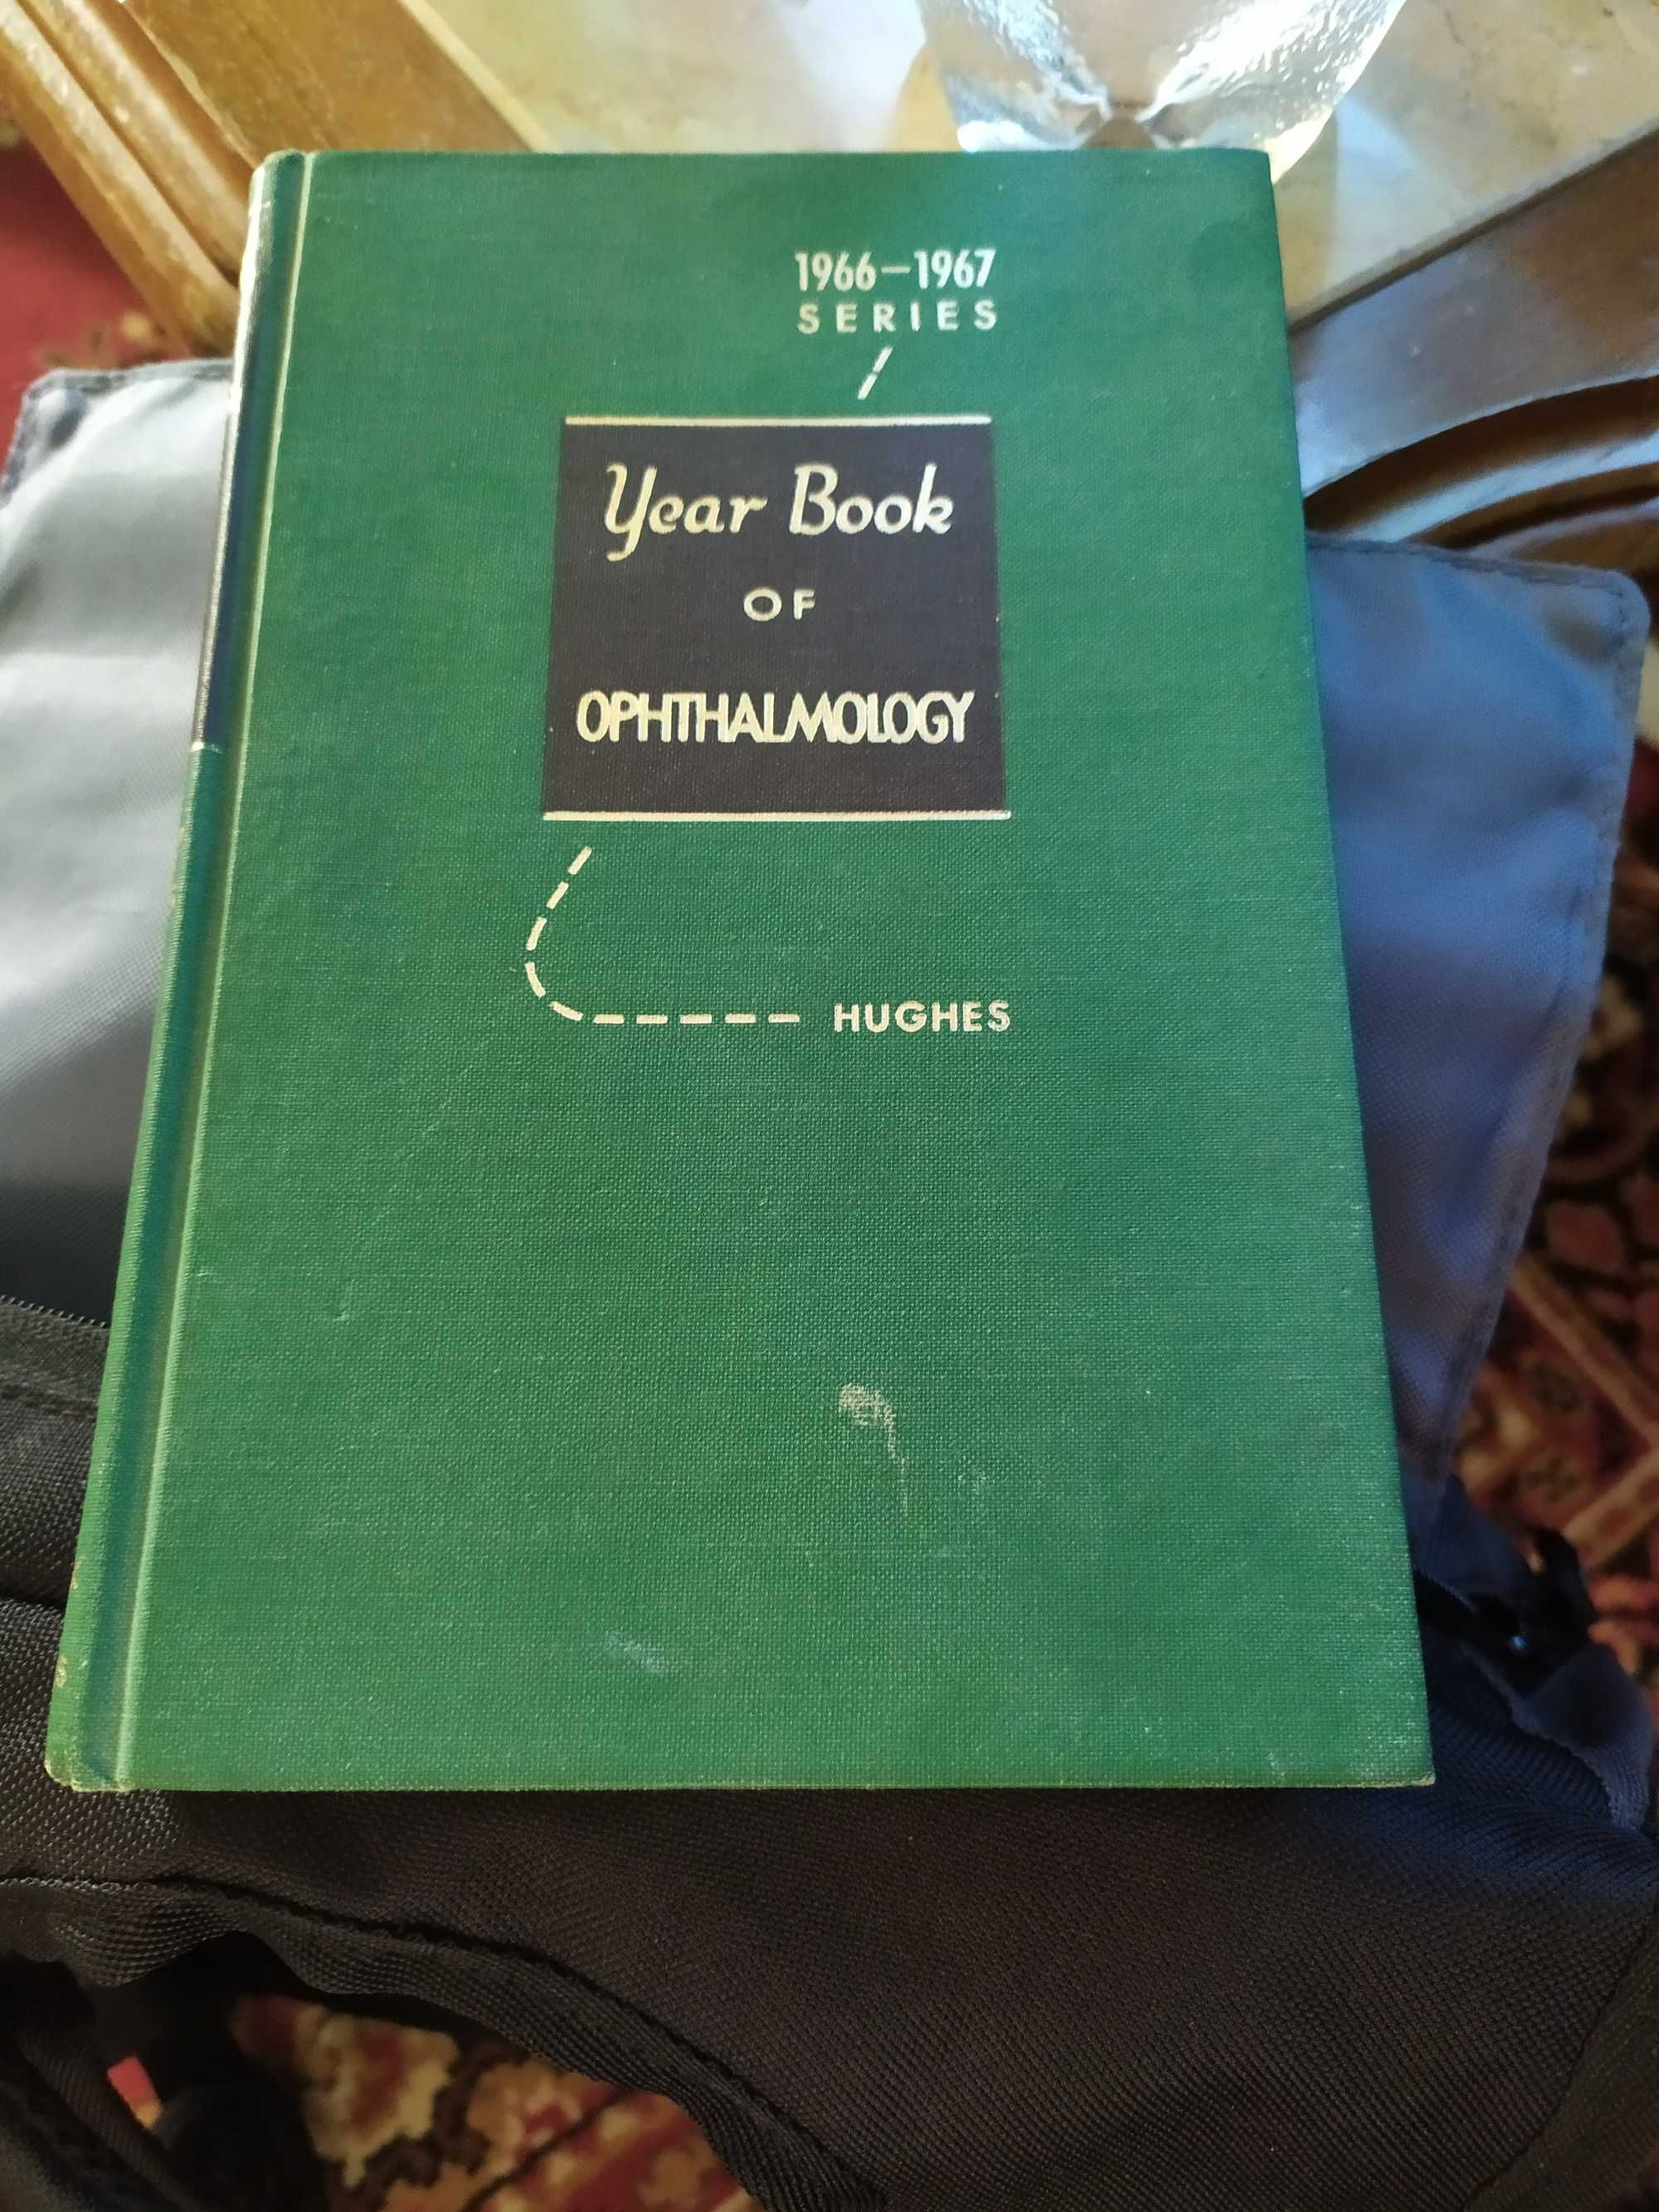 1966–1967
SERIES
Year Book
OF
OPHTHALMOLOGY
HUGHES